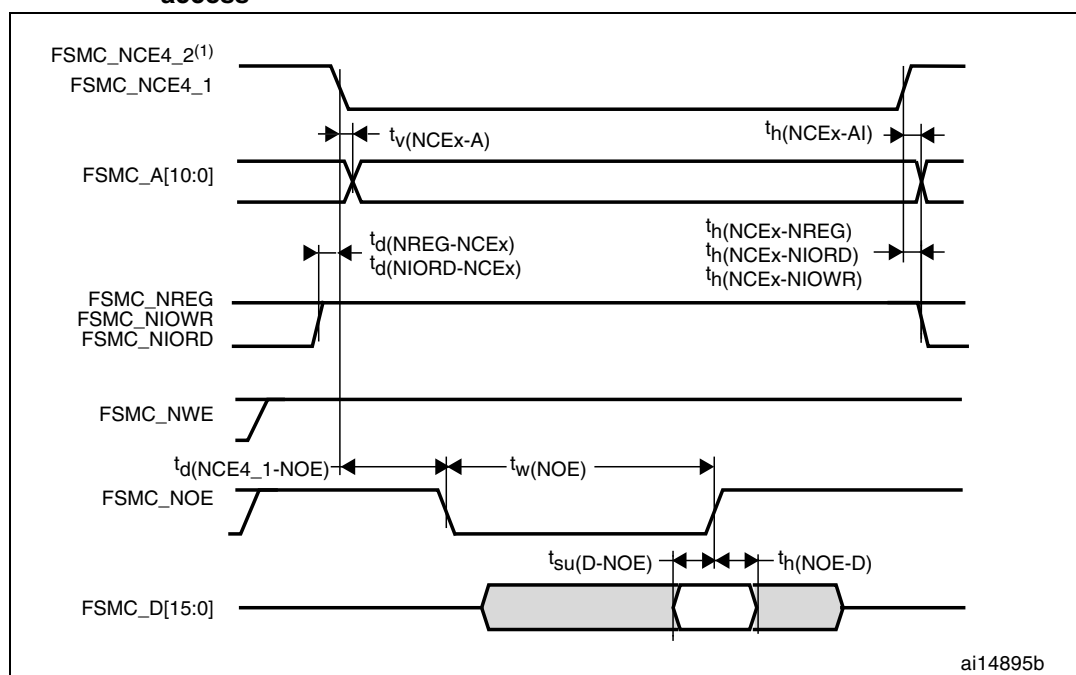 access
FSMC_NCE4_2(1)
FSMC_NCE4_1
tv(NCEx-A)
th(NCEx-AI)
FSMC_A[10:0]
td(NREG-NCEx)
td(NIORD-NCEx)
th(NCEx-NREG)
th(NCEx-NIORD)
th(NCEx-NIOWR)
FSMC_NREG
FSMC_NIOWR
FSMC_NIORD
FSMC_NWE
td(NCE4_1-NOE)
tw(NOE)
FSMC_NOE
tsu(D-NOE)
th(NOE-D)
FSMC_D[15:0]
ai14895b